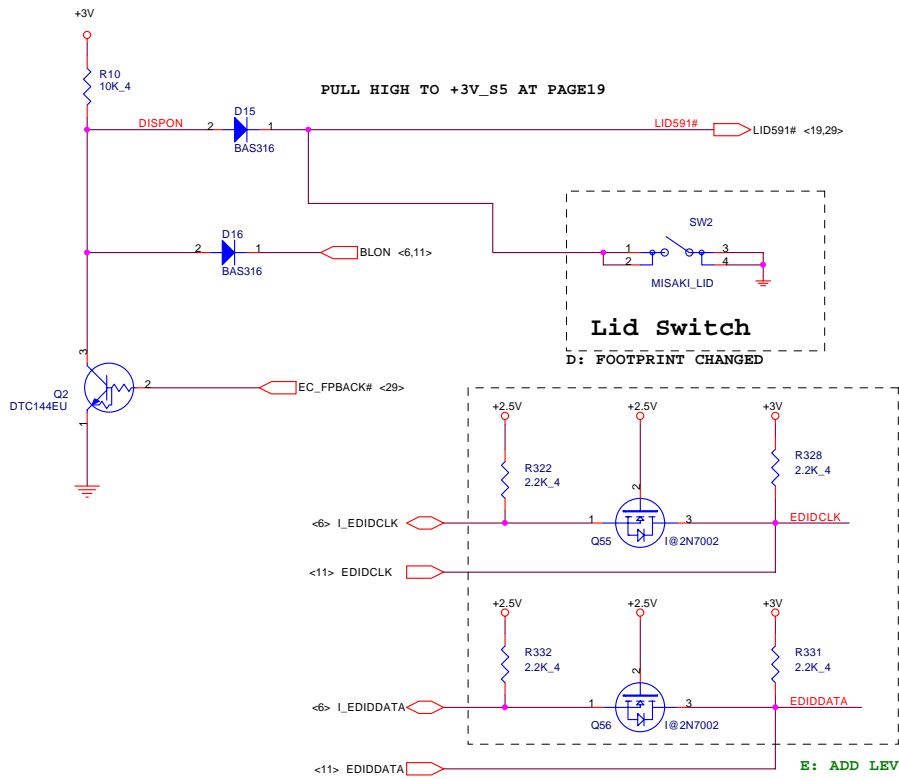 +3V
R10
10K_4
PULL HIGH TO +3V_S5 AT PAGE19
DISPON 2 D15 1 LID591# LID591# <19,29>
BAS316
D16
2 1 BLON <6,11>
BAS316
SW2
1 3
2 4
MISAKI_LID
Lid Switch
D: FOOTPRINT CHANGED
3
Q2 2 EC_FPBACK# <29>
DTC144EU
1
+2.5V +2.5V +3V
R322 R328
2.2K_4 2.2K_4
2
<6> I_EDIDCLK 1 3 EDIDCLK
Q55 I@2N7002
<11> EDIDCLK
+2.5V +2.5V +3V
R332 R331
2.2K_4 2.2K_4
2
<6> I_EDIDDATA 1 3 EDIDDATA
Q56 I@2N7002
<11> EDIDDATA
E: ADD LEV